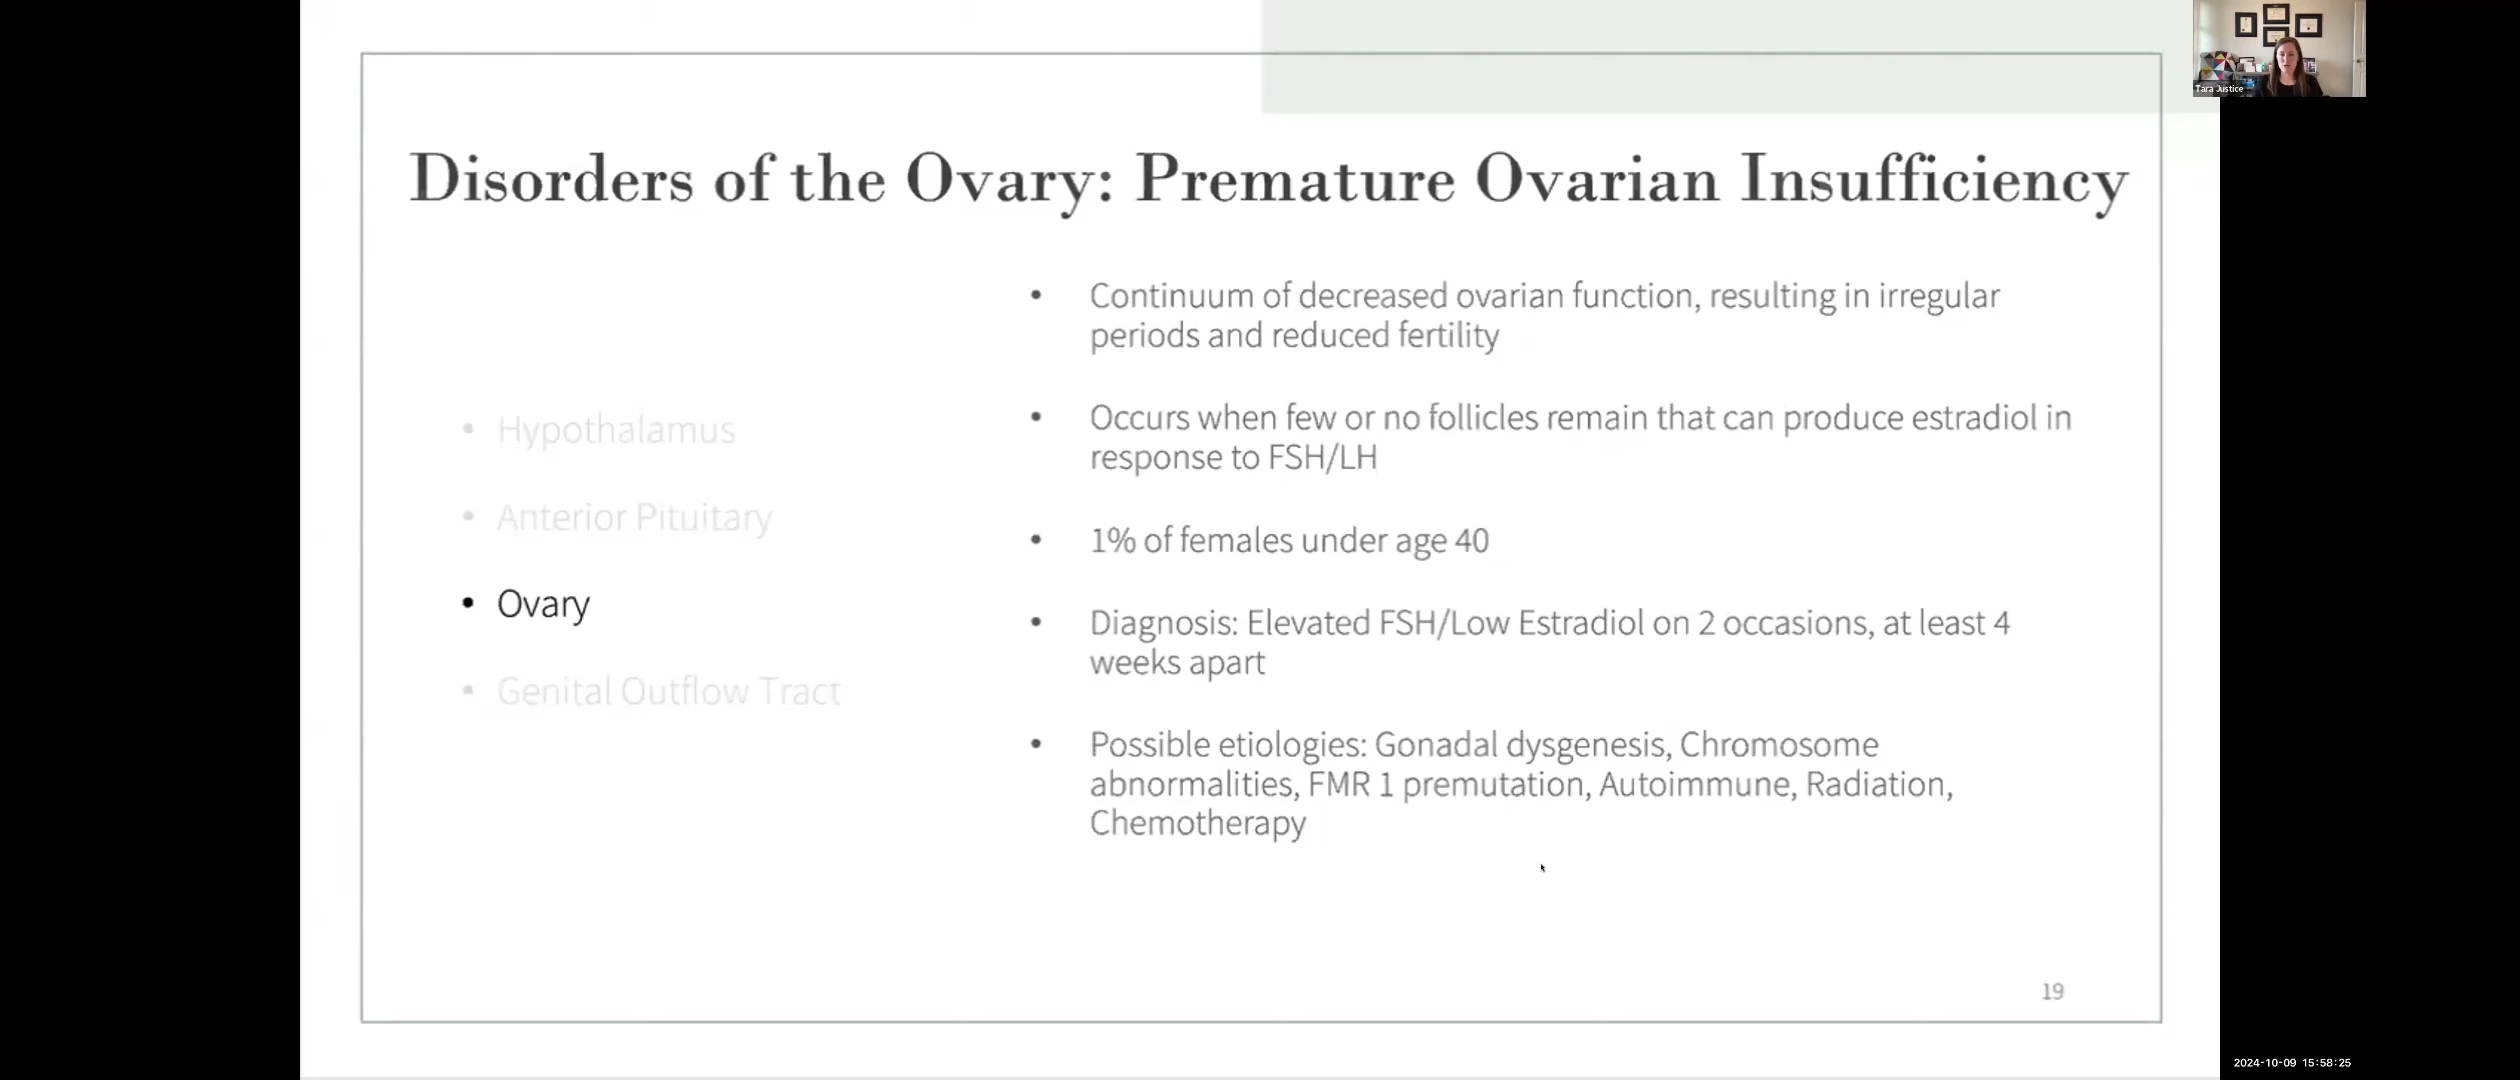 Tara Justice
Disorders of the Ovary: Premature Ovarian Insufficiency
• Hypothalamus
• Anterior Pituitary
• Ovary
• Genital Outflow Tract
• Continuum of decreased ovarian function, resulting in irregular
periods and reduced fertility
• Occurs when few or no follicles remain that can produce estradiol in
response to FSH/LH
• 1% of females under age 40
• Diagnosis: Elevated FSH/Low Estradiol on 2 occasions, at least 4
weeks apart
• Possible etiologies: Gonadal dysgenesis, Chromosome
abnormalities, FMR 1 premutation, Autoimmune, Radiation,
Chemotherapy
19
2024-10-09 15:58:25